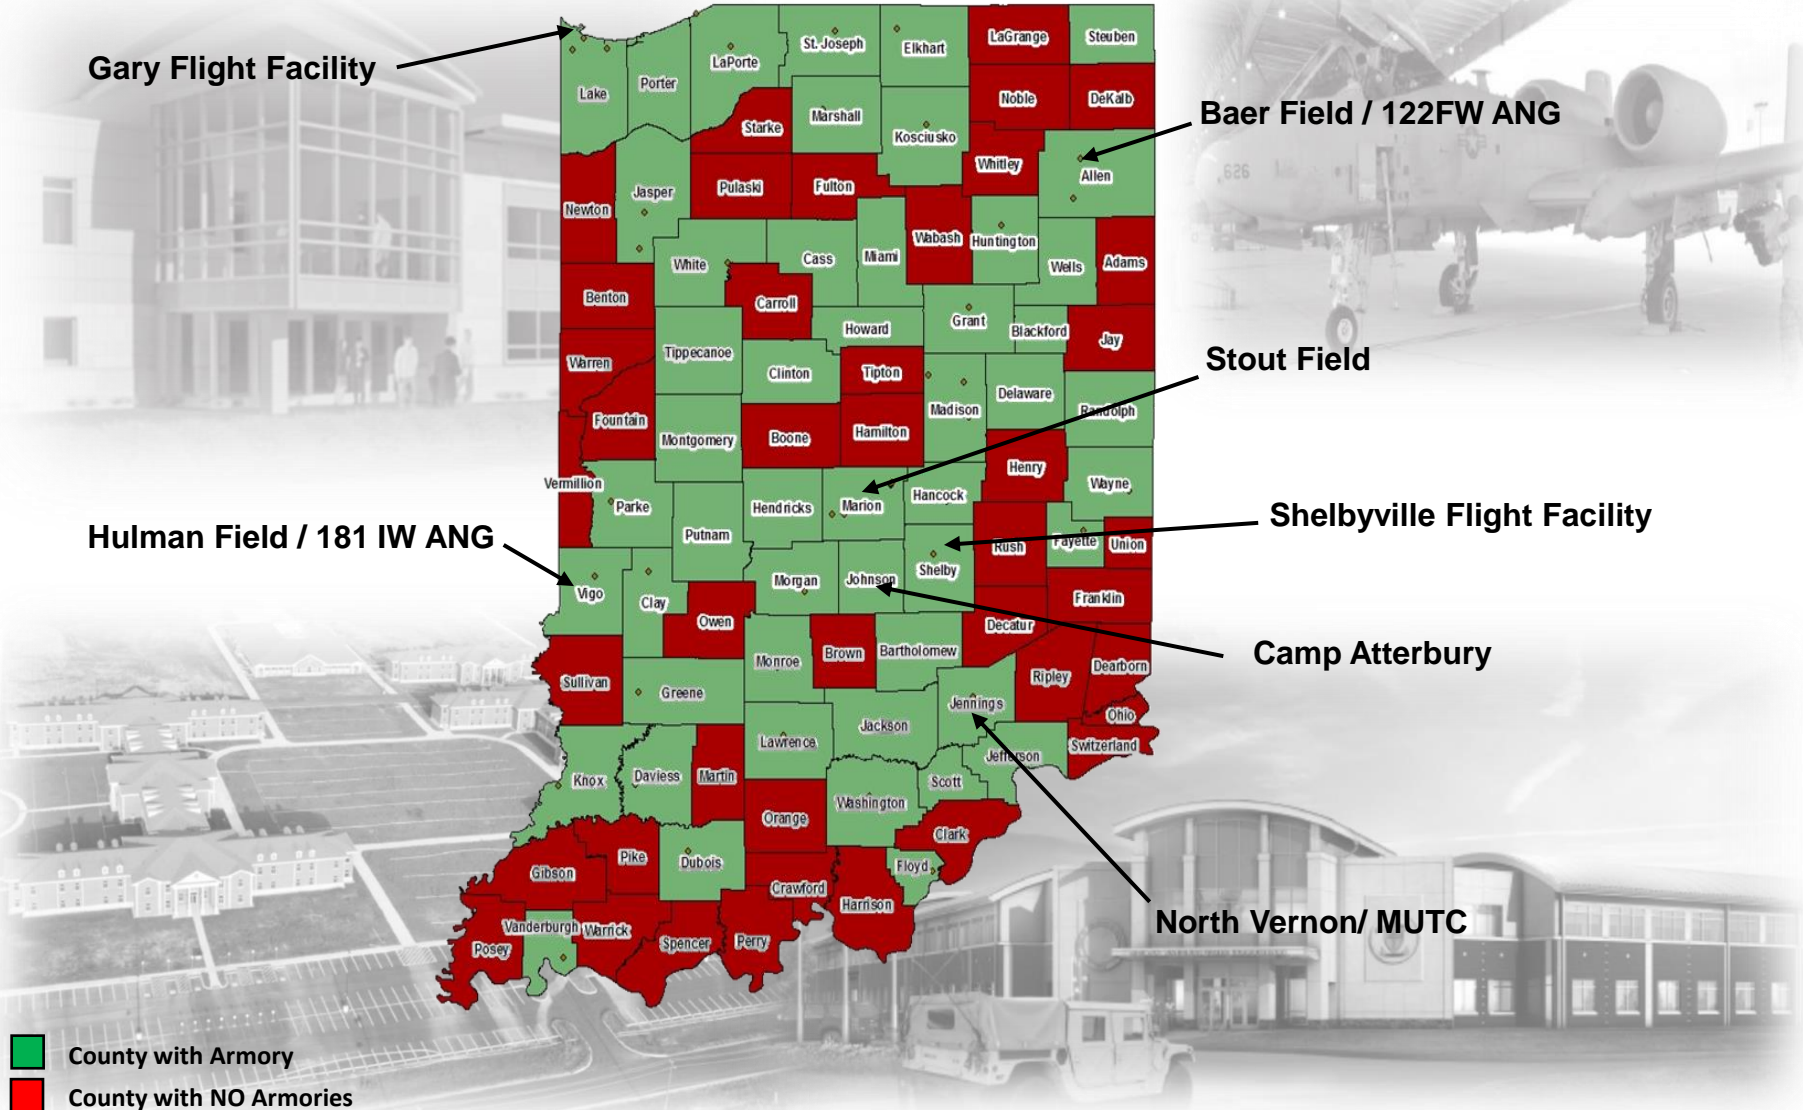 Gary Flight Facility
Baer Field / 122FW ANG
Stout Field
Shelbyville Flight Facility
Hulman Field / 181 IW ANG
Camp Atterbury
North Vernon/ MUTC
LaGrange
Steuben
St. Joseph
Elkhart
LaPorte
Porter
Lake
Noble
DeKalb
Marshall
Starke
Kosciusko
Whitley
Allen
626
Jasper
Pulaski
Fulton
Newton
Wabash
Huntington
Miami
Cass
White
Wells
Adams
Benton
Carroll
Grant
Howard
Blackford
Jay
Tippecanoe
Warren
Clinton
Tipton
Delaware
Madison
Randolph
Fountain
Montgomery
Boone
Hamilton
Henry
Vermillion
Wayne
Parke
Hendricks
Marion
Hancock
Putnam
Rush
Fayette
Union
Shelby
Morgan
Johnson
Vigo
Clay
Franklin
Owen
Decatur
Monroe
Brown
Bartholomew
Dearborn
Ripley
Sullivan
Greene
Jennings
Ohio
Jackson
Lawrence
Switzerland
Jefferson
Knox
Daviess
Martin
Scott
Washington
Orange
Clark
Pike
Dubois
Floyd
Gibson
Crawford
Harrison
Vanderburgh
Warrick
Posey
Spencer
Perry
County with Armory
County with NO Armories